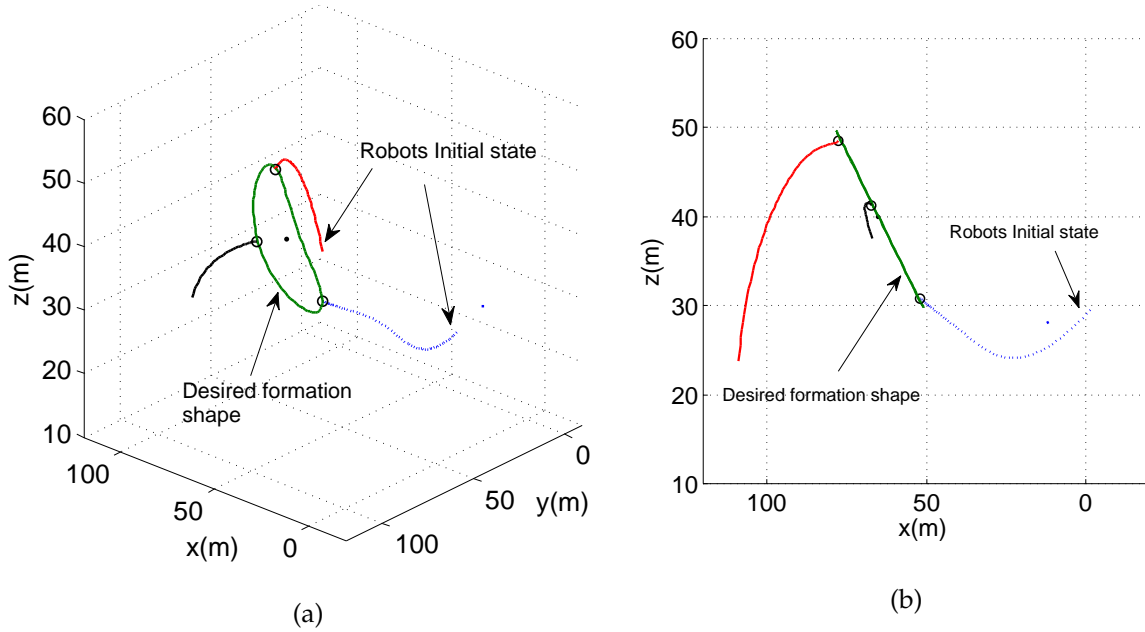 60
50
40
30
20
10
z(m)
100
50
0
x(m)
100
50
0
y(m)
Robots Initial state
Desired formation
shape
(a)
60
50
40
30
20
10
z(m)
100
50
0
x(m)
Robots Initial state
Desired formation shape
(b)